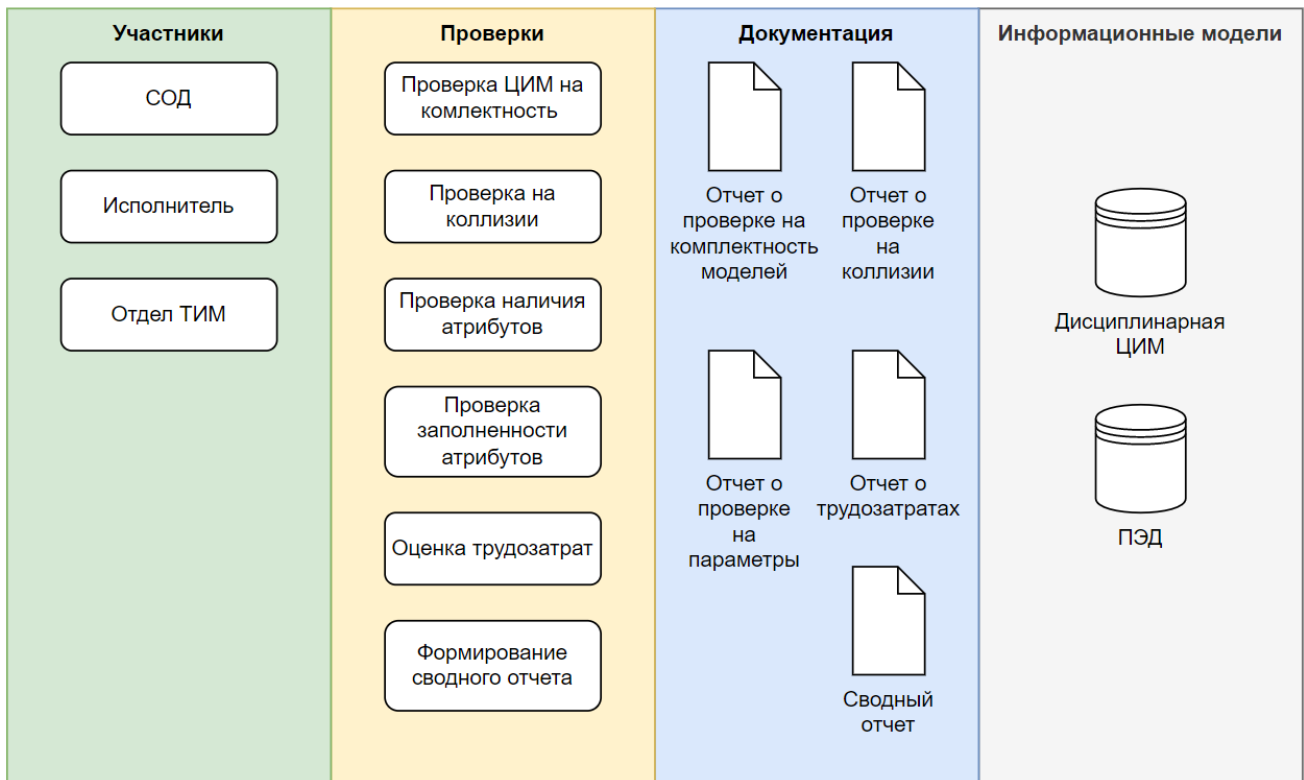 Участники
СОД
Исполнитель
Отдел ТИМ
Проверки
Проверка ЦИМ на
комлектность
Проверка на
коллизии
Проверка наличия
атрибутов
Проверка
заполненности
атрибутов
Оценка трудозатрат
Формирование
сводного отчета
Документация
Отчет о
проверке на
комплектность
моделей
Отчет о
проверке
на
коллизии
Отчет о
проверке
на
параметры
Отчет о
трудозатратах
Сводный
отчет
Информационные модели
Дисциплинарная
ЦИМ
ПЭД